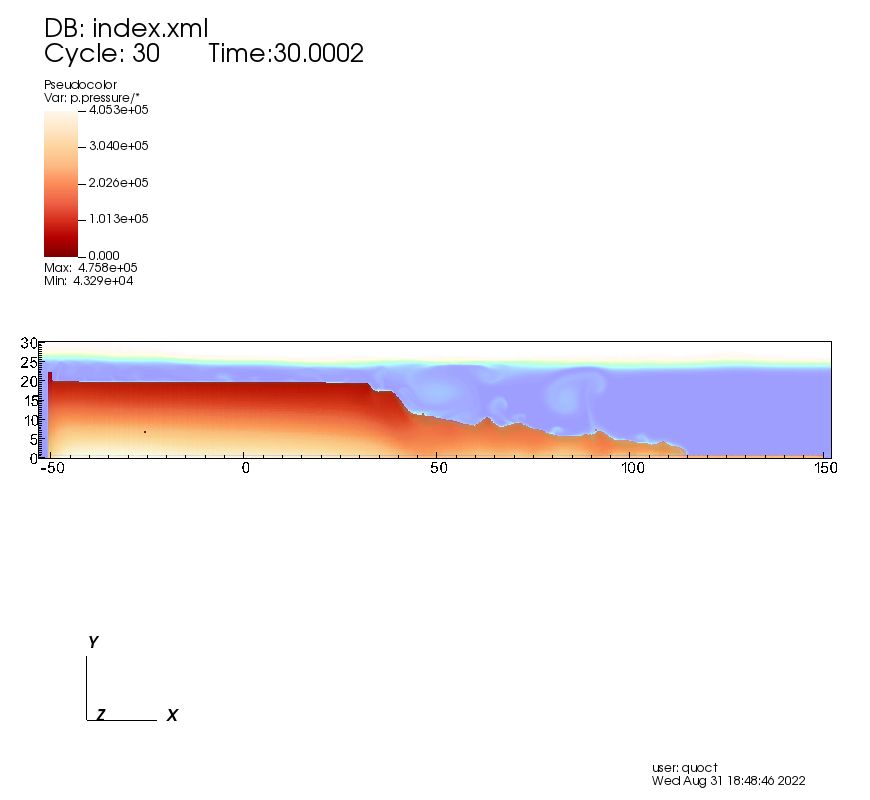 DB: index.xml
Cycle: 30 Time:30.0002
Pseudocolor
Var: p.pressure/*
4.053e+05
3.040e+05
2.026e+05
1.013e+05
0.000
Max: 4.758e+05
Min: 4.329e+04
30
25
20
15
10
5
0
-50 0 50 100 150
Y
Z X
user: quoct
Wed Aug 31 18:48:46 2022